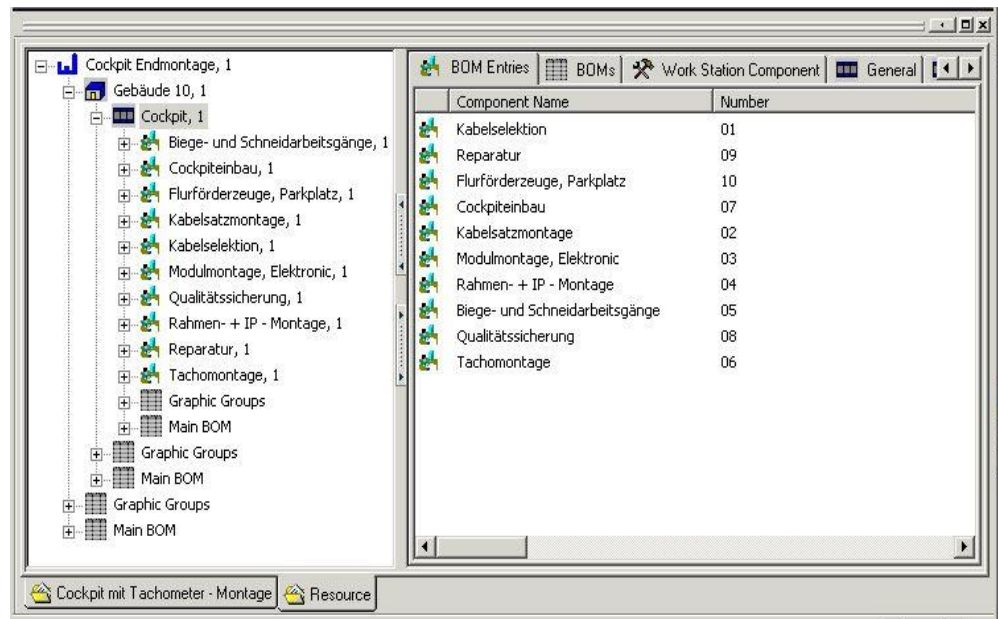 Cockpit Endmontage, 1
Gebäude 10, 1
Cockpit, 1
Biege- und Schneidarbeitsgänge, 1
Cockpiteinbau, 1
Flurförderzeuge, Parkplatz, 1
Kabelsatzmontage, 1
Kabelselektion, 1
Modulmontage, Elektronic, 1
Qualitätssicherung, 1
Rahmen- + IP - Montage, 1
Reparatur, 1
Tachomontage, 1
Graphic Groups
Main BOM
Graphic Groups
Main BOM
Graphic Groups
Main BOM
BOM Entries BOMs Work Station Component General
Component Name Number
Kabelselektion 01
Reparatur 09
Flurförderzeuge, Parkplatz 10
Cockpiteinbau 07
Kabelsatzmontage 02
Modulmontage, Elektronic 03
Rahmen- + IP - Montage 04
Biege- und Schneidarbeitsgänge 05
Qualitätssicherung 08
Tachomontage 06
Cockpit mit Tachometer - Montage Resource